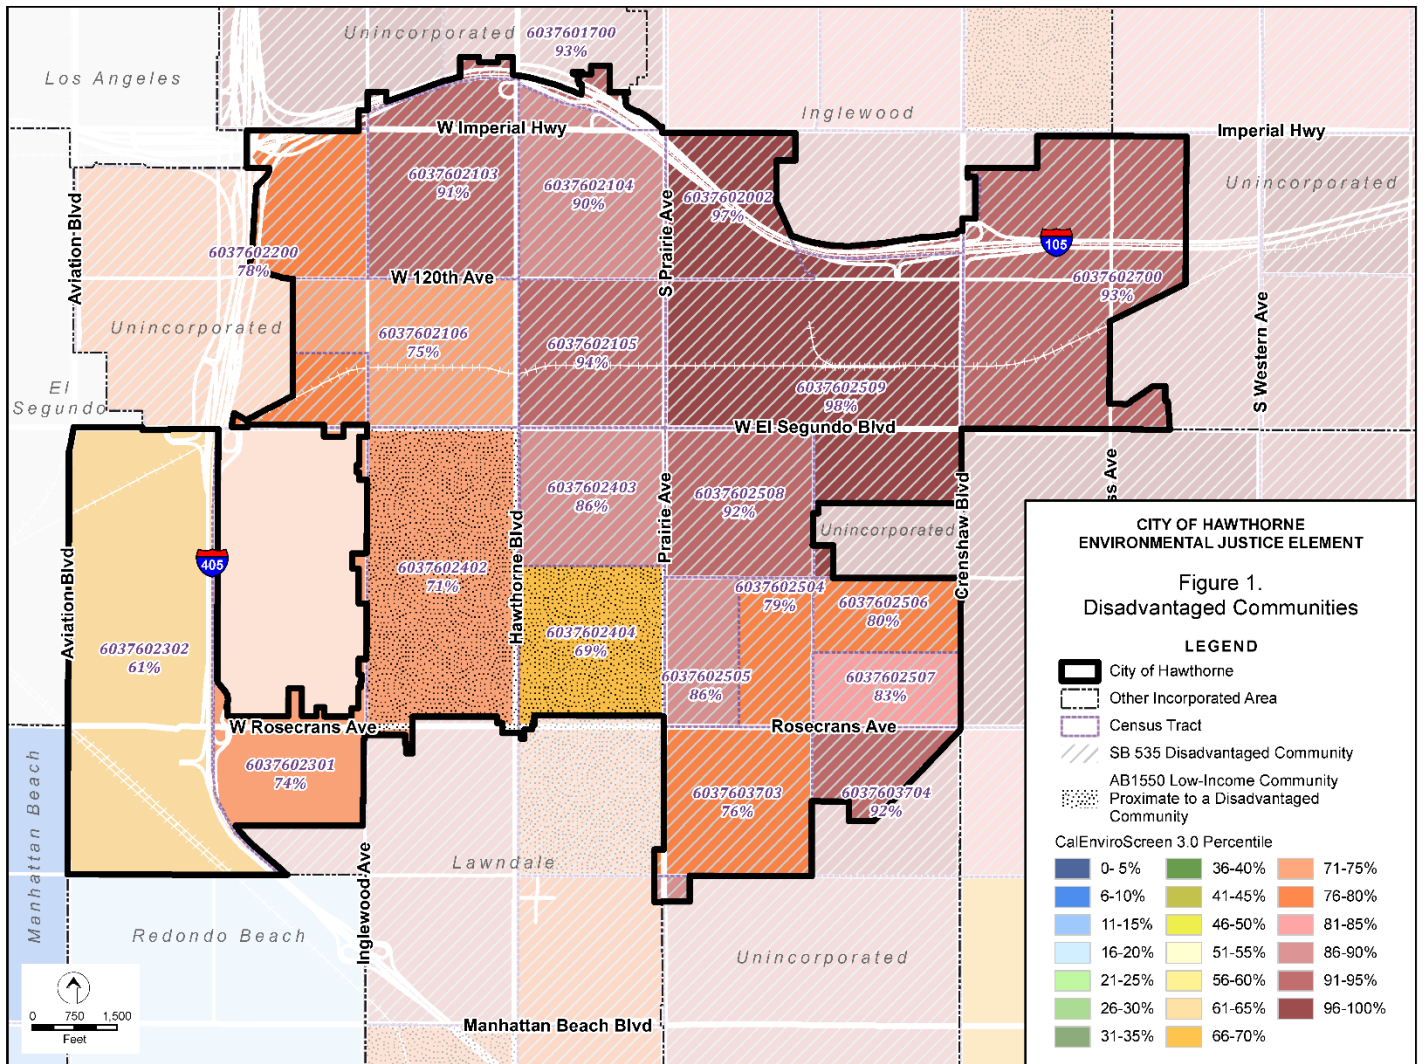 Unincorporated
6037601700
93%
Los Angeles
Inglewood
W Imperial Hwy
Imperial Hwy
6037602103
91%
6037602104
90%
6037602002
97%
Unincorporated
Aviation Blvd
S Prairie Ave
105
6037602200
78%
W 120th Ave
6037602700
93%
Unincorporated
6037602106
75%
6037602105
94%
S Western Ave
El
Segundo
6037602509
98%
W El Segundo Blvd
6037602403
86%
6037602508
92%
ss Ave
Prairie Ave
Unincorporated
Crenshaw Blvd
Aviation Blvd
405
6037602402
71%
Hawthorne Blvd
6037602504
79%
6037602506
80%
6037602302
61%
6037602404
69%
6037602505
86%
6037602507
83%
W Rosecrans Ave
Rosecrans Ave
6037602301
74%
6037603703
76%
6037603704
92%
Manhattan Beach
Inglewood Ave
Lawndale
Redondo Beach
Unincorporated
Manhattan Beach Blvd
0 750 1,500
Feet
CITY OF HAWTHORNE
ENVIRONMENTAL JUSTICE ELEMENT
Figure 1.
Disadvantaged Communities
LEGEND
City of Hawthorne
Other Incorporated Area
Census Tract
SB 535 Disadvantaged Community
AB1550 Low-Income Community
Proximate to a Disadvantaged
Community
CalEnviroScreen 3.0 Percentile
0- 5% 36-40% 71-75%
6-10% 41-45% 76-80%
11-15% 46-50% 81-85%
16-20% 51-55% 86-90%
21-25% 56-60% 91-95%
26-30% 61-65% 96-100%
31-35% 66-70%